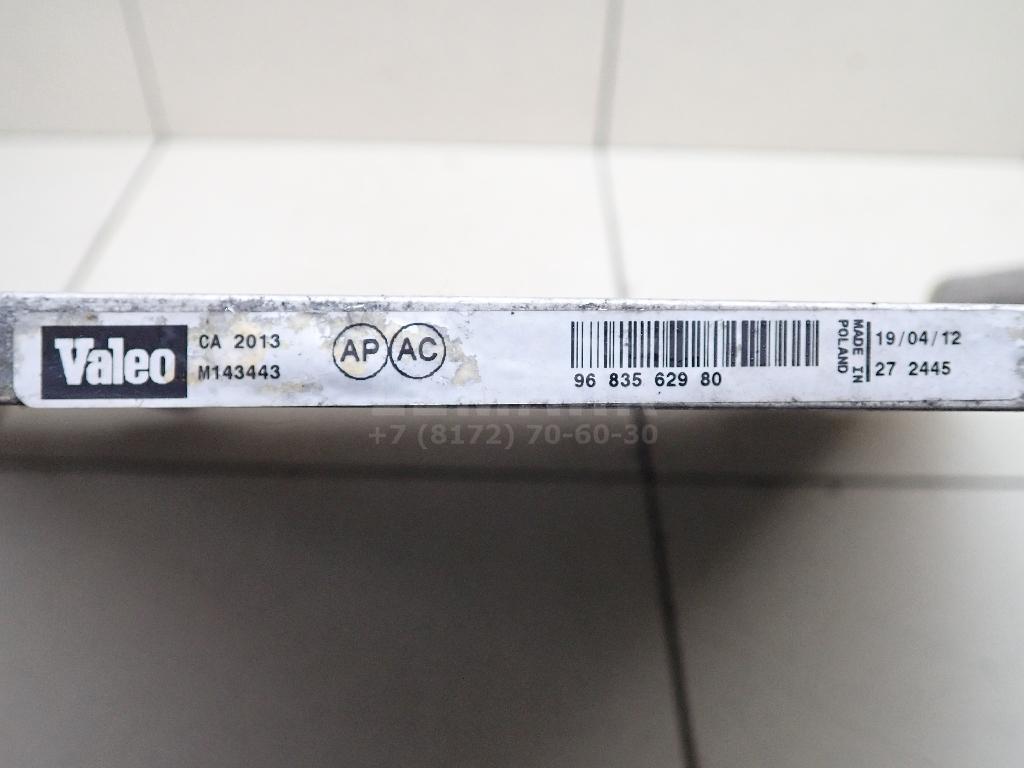 Valeo
CA 2013
M143443
AP AC
96 835 629 80
MADE IN
POLAND
19/04/12
27 2445
+7 (8172) 70-60-30